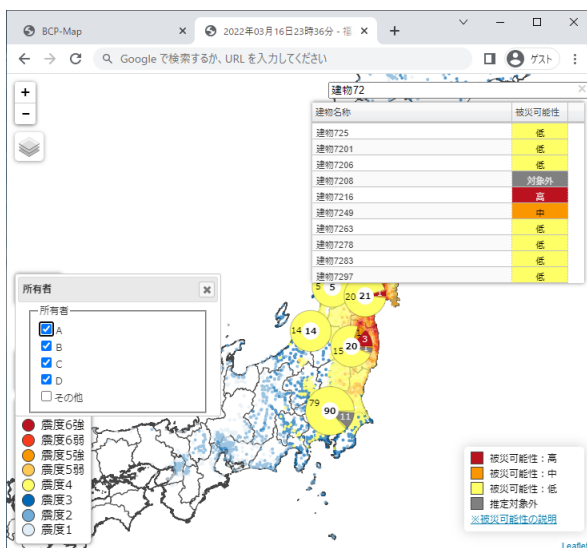 BCP-Map
2022年03月16日23時36分 - 福
Google で検索するか、URL を入力してください
ゲスト
+
−
建物72
建物名称 被災可能性
建物725 低
建物7201 低
建物7206 低
建物7208 対象外
建物7216 高
建物7249 中
建物7263 低
建物7278 低
建物7283 低
建物7297 低
5 5
20 21 1
14 14
15 20 3
79 90 11
所有者
所有者
A
B
C
D
その他
震度6強
震度6弱
震度5強
震度5弱
震度4
震度3
震度2
震度1
被災可能性：高
被災可能性：中
被災可能性：低
推定対象外
※被災可能性の説明
Leaflet